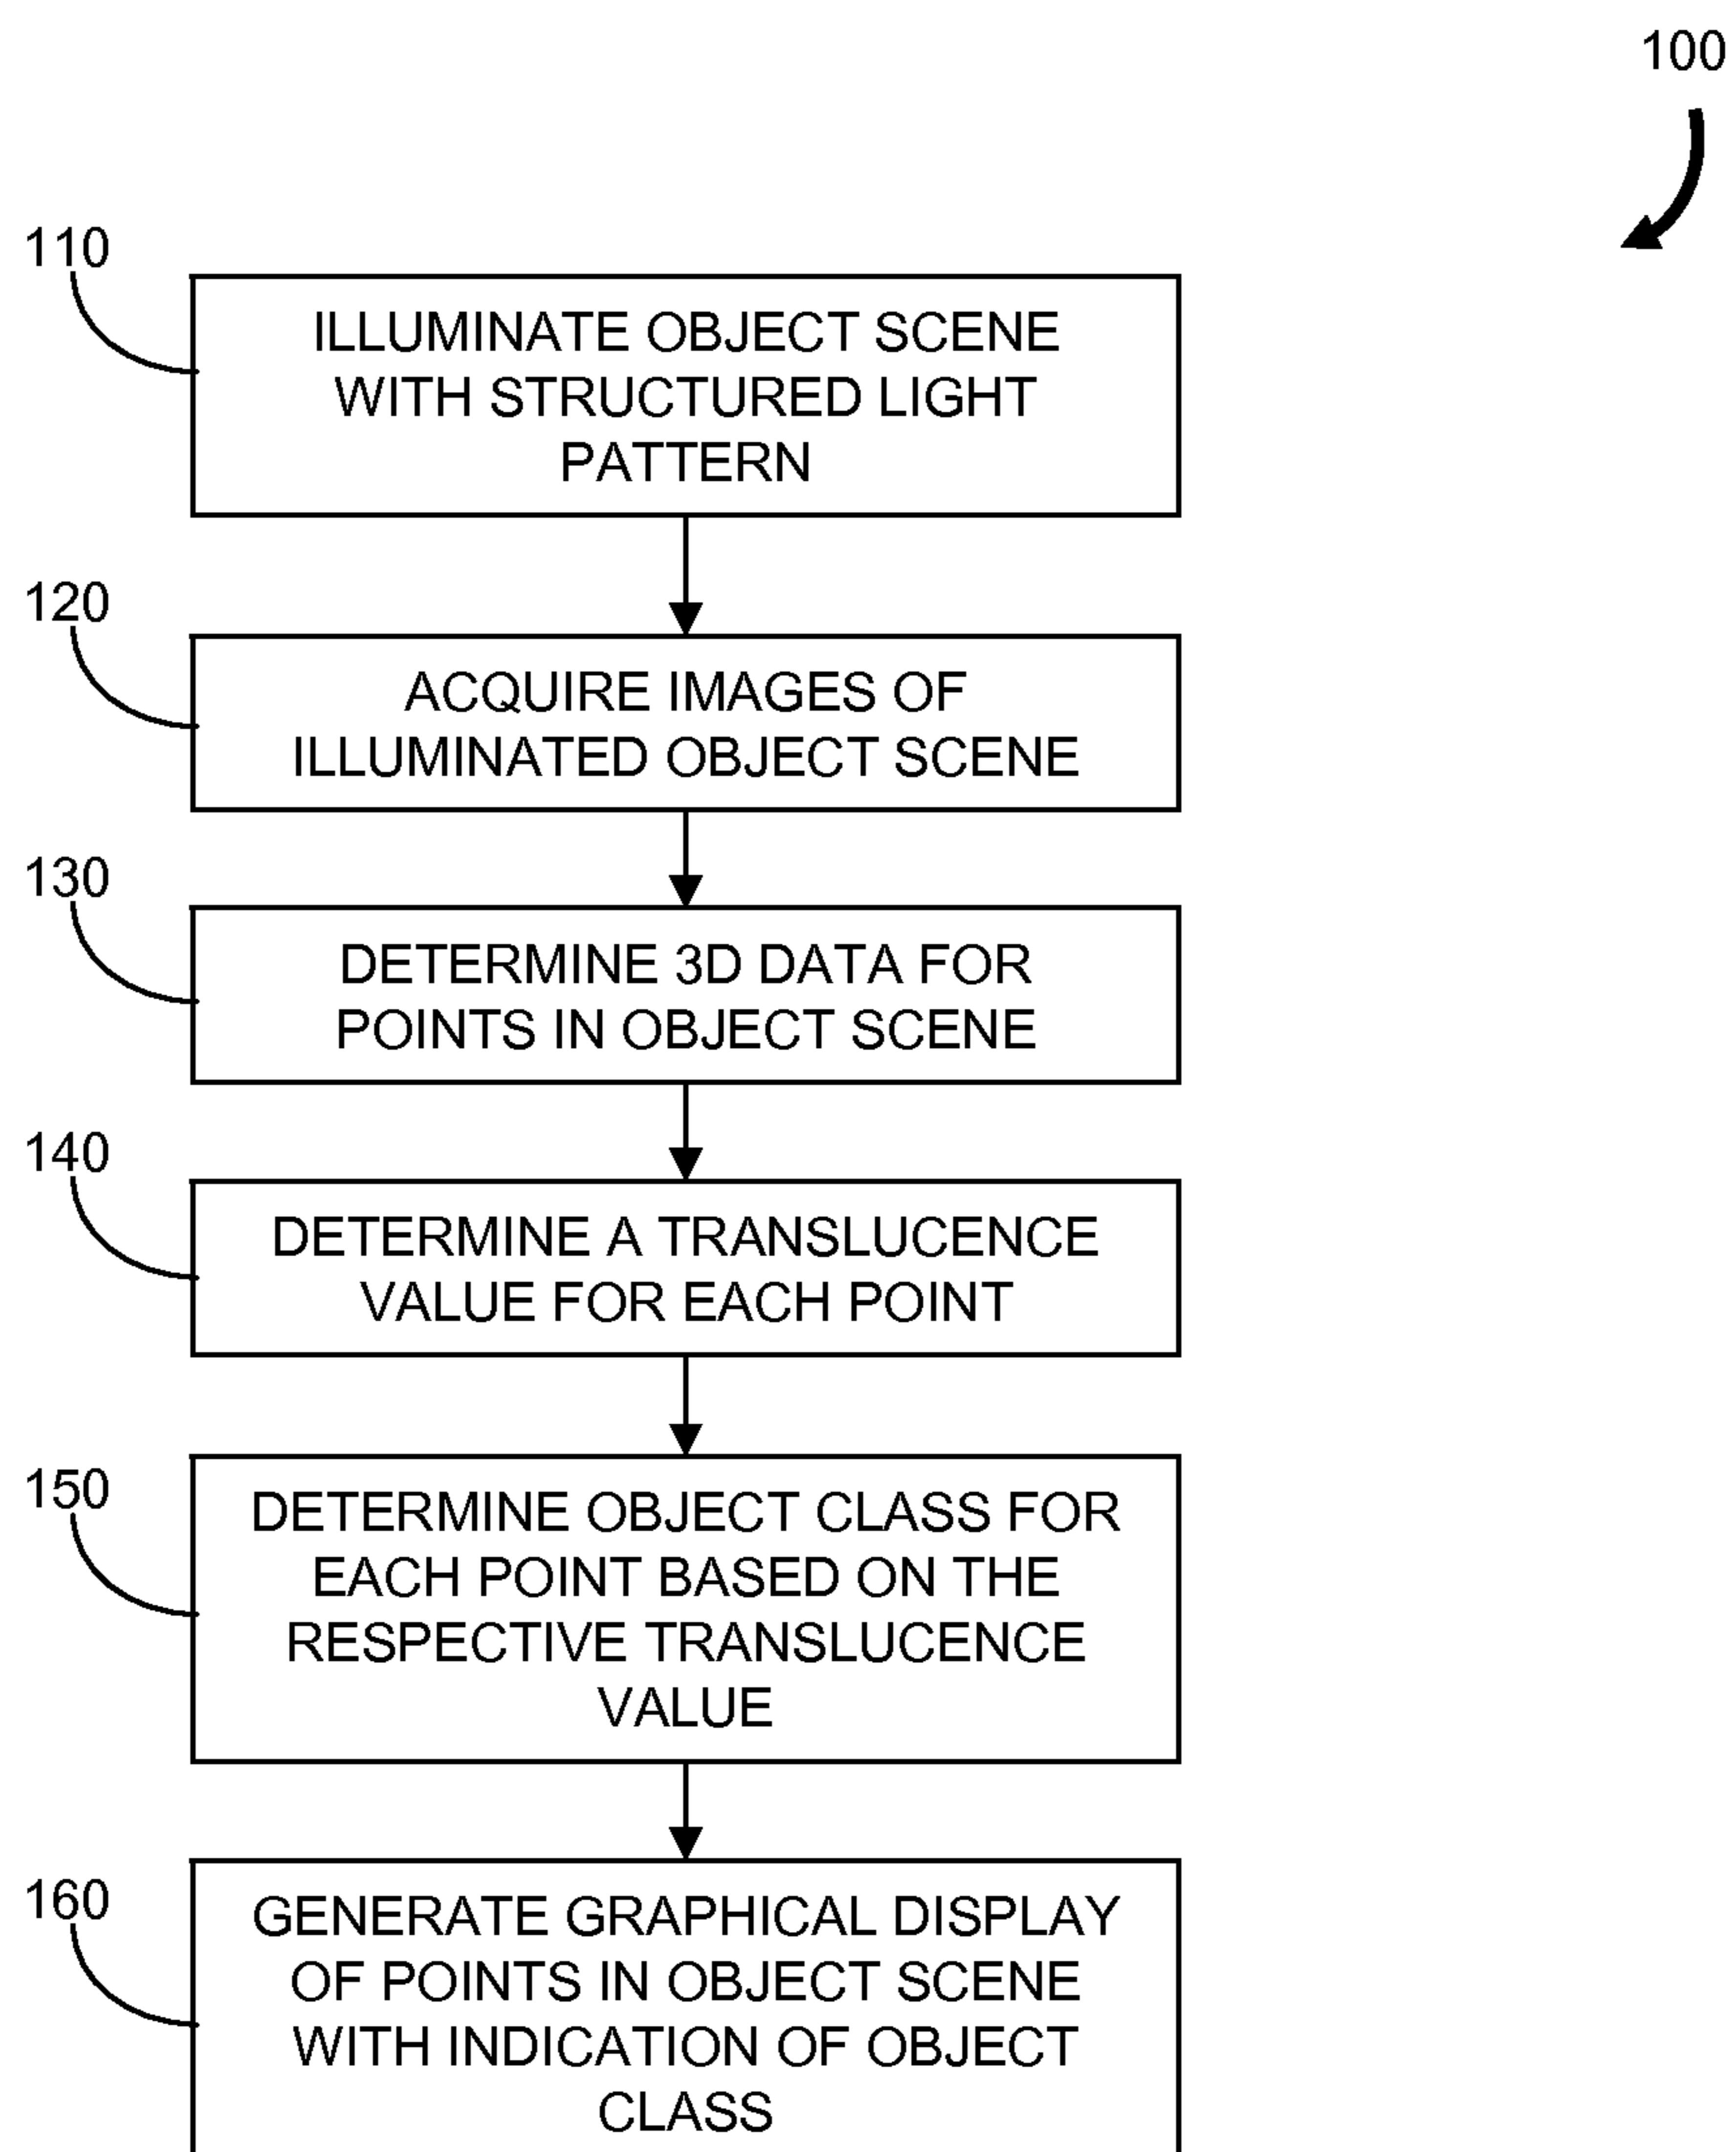 100
110
ILLUMINATE OBJECT SCENE
WITH STRUCTURED LIGHT
PATTERN
120
ACQUIRE IMAGES OF
ILLUMINATED OBJECT SCENE
130
DETERMINE 3D DATA FOR
POINTS IN OBJECT SCENE
140
DETERMINE A TRANSLUCENCE
VALUE FOR EACH POINT
150
DETERMINE OBJECT CLASS FOR
EACH POINT BASED ON THE
RESPECTIVE TRANSLUCENCE
VALUE
160
GENERATE GRAPHICAL DISPLAY
OF POINTS IN OBJECT SCENE
WITH INDICATION OF OBJECT
CLASS